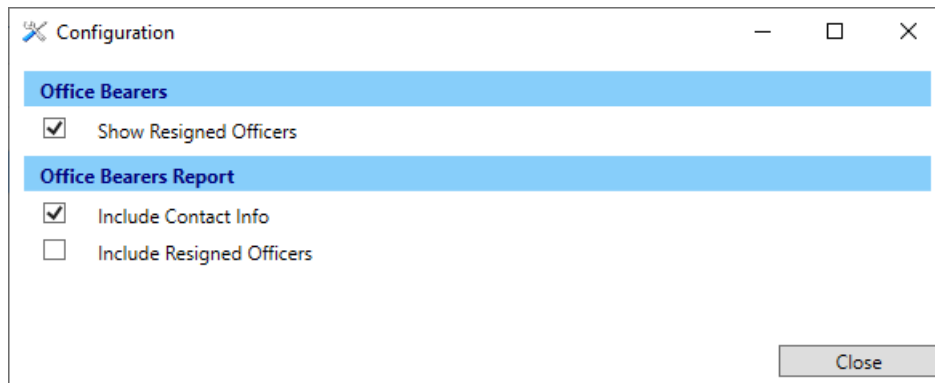 Configuration
Office Bearers
Show Resigned Officers
Office Bearers Report
Include Contact Info
Include Resigned Officers
Close